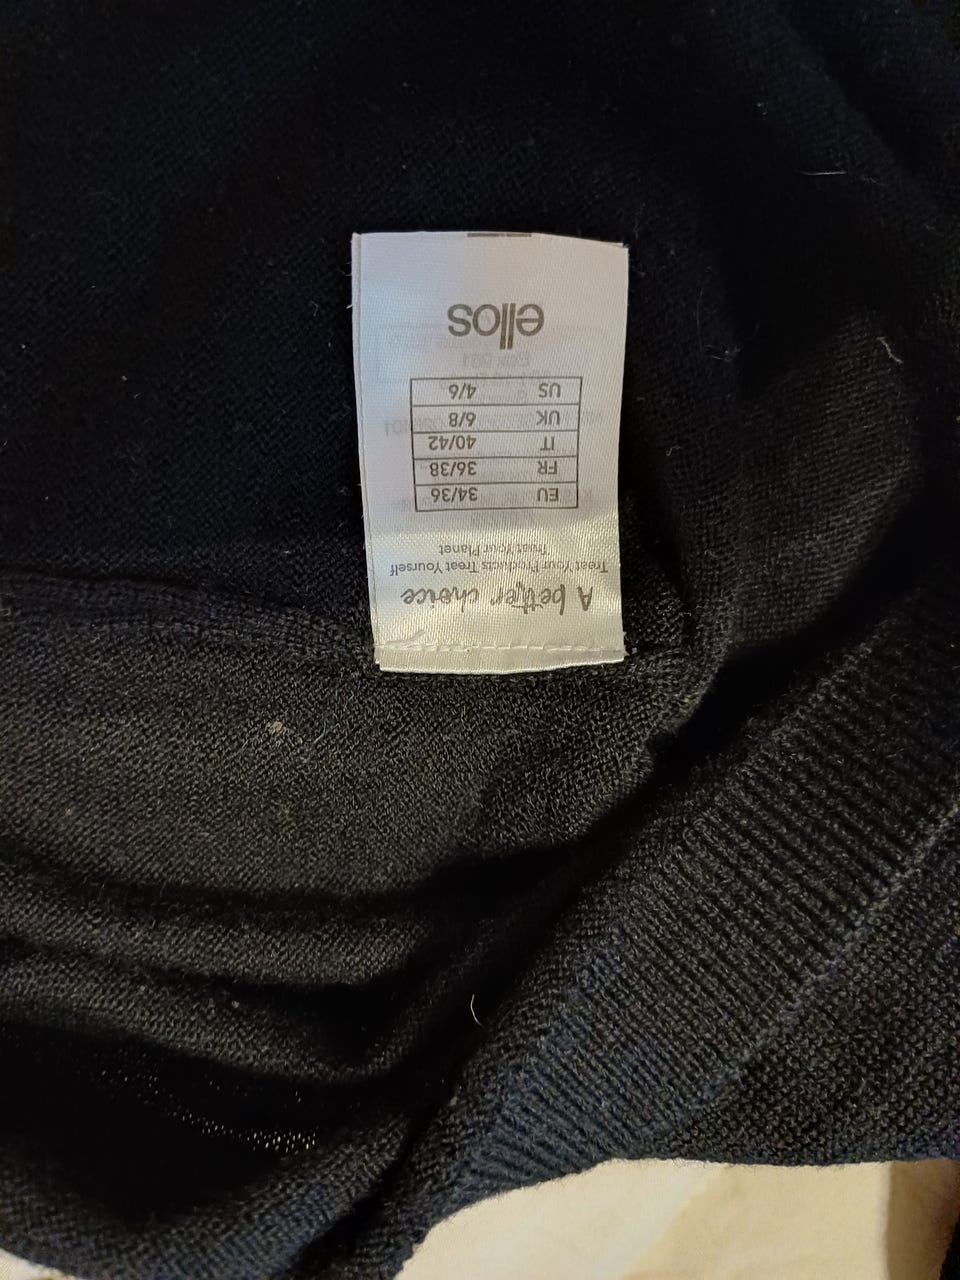 A better choice
Treat Your Products Treat Yourself
Treat Your Planet
EU 34/36
FR 36/38
IT 40/42
UK 6/8
US 4/6
ellos